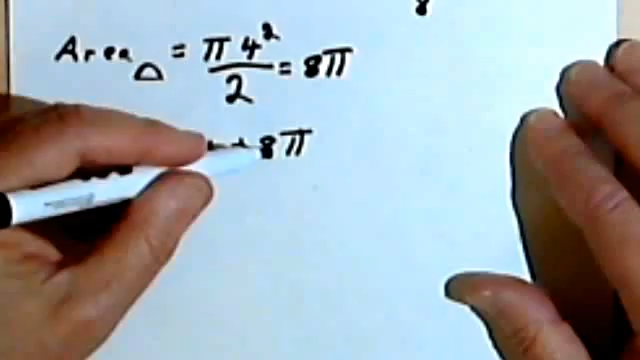 Area⌓ = π4²/2 = 8π
+ 8π